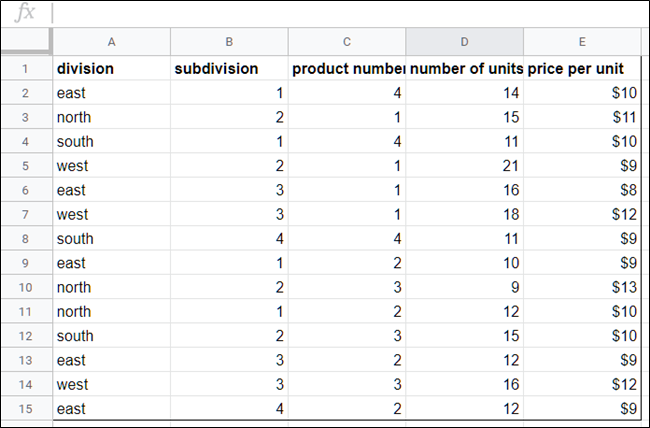 fx
A B C D E
1 division subdivision product number number of units price per unit
2 east 1 4 14 $10
3 north 2 1 15 $11
4 south 1 4 11 $10
5 west 2 1 21 $9
6 east 3 1 16 $8
7 west 3 1 18 $12
8 south 4 4 11 $9
9 east 1 2 10 $9
10 north 2 3 9 $13
11 north 1 2 12 $10
12 south 2 3 15 $10
13 east 3 2 12 $9
14 west 3 3 16 $12
15 east 4 2 12 $9